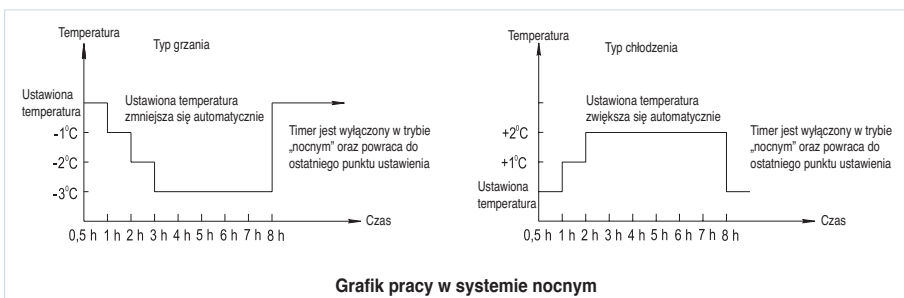 Temperatura
Typ grzania
Ustawiona
temperatura
Ustawiona temperatura
zmniejsza się automatycznie
-1°C
-2°C
-3°C
Timer jest wyłączony w trybie
„nocnym” oraz powraca do
ostatniego punktu ustawienia
Czas
0,5 h 1 h 2 h 3 h 4 h 5 h 6 h 7 h 8 h
Temperatura
Typ chłodzenia
Ustawiona temperatura
zwiększa się automatycznie
+2°C
+1°C
Timer jest wyłączony w trybie
„nocnym” oraz powraca do
ostatniego punktu ustawienia
Ustawiona
temperatura
Czas
0,5 h 1 h 2 h 3 h 4 h 5 h 6 h 7 h 8 h
Grafik pracy w systemie nocnym